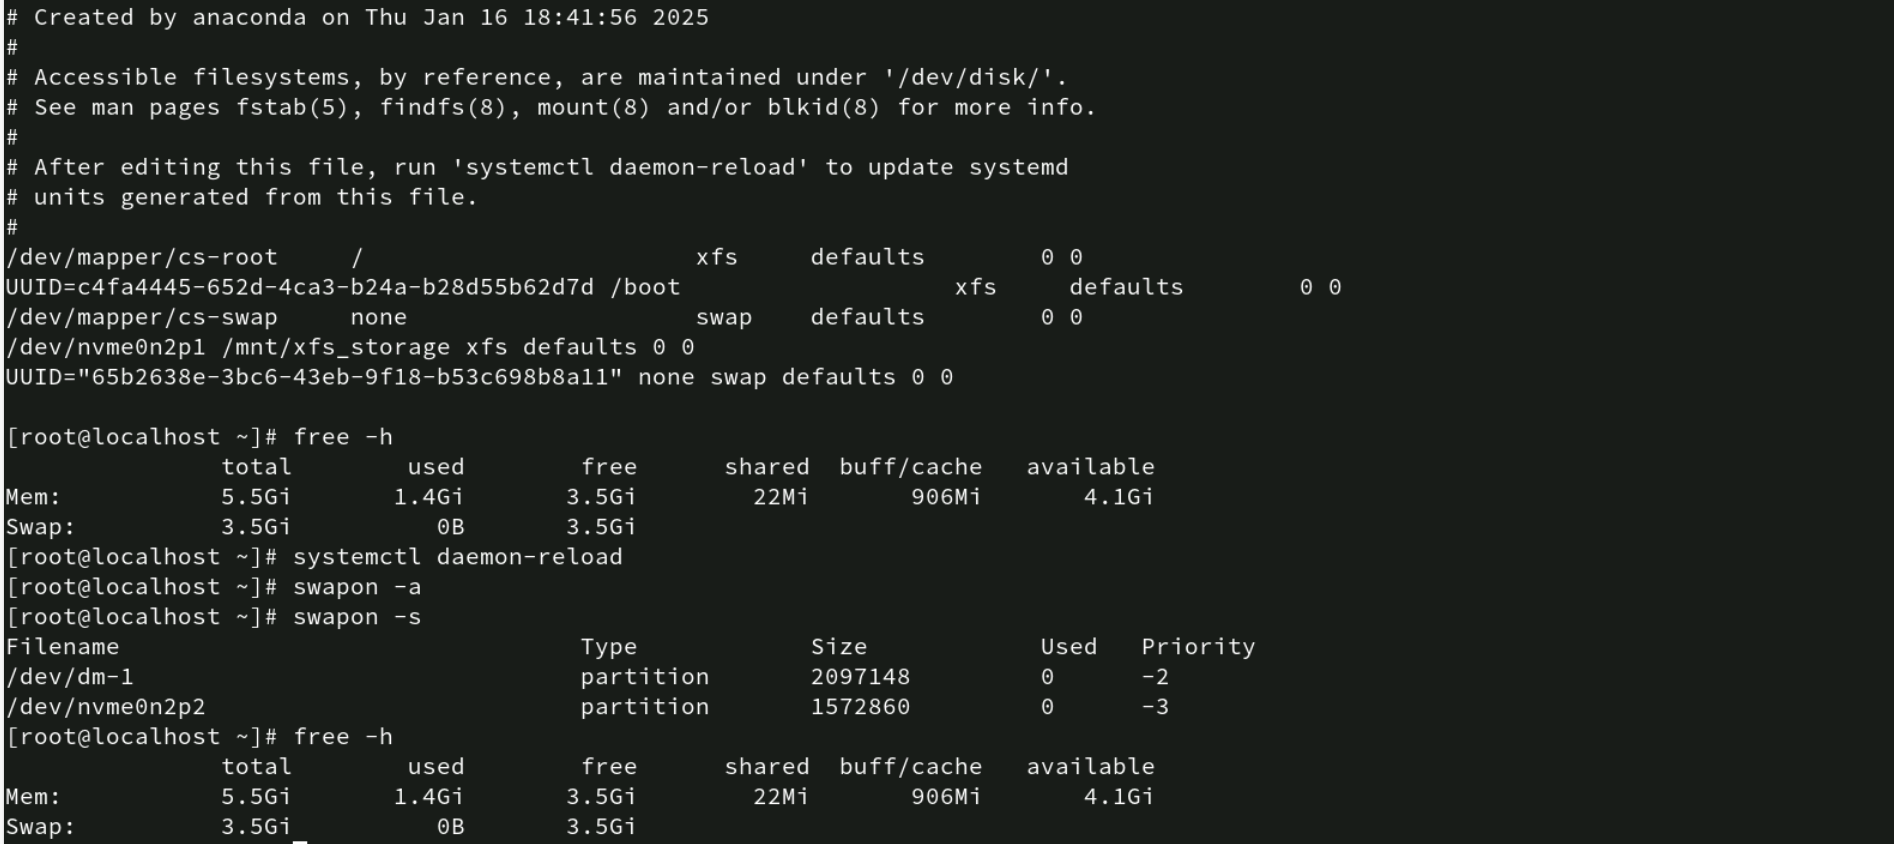 # Created by anaconda on Thu Jan 16 18:41:56 2025
#
# Accessible filesystems, by reference, are maintained under '/dev/disk/'.
# See man pages fstab(5), findfs(8), mount(8) and/or blkid(8) for more info.
#
# After editing this file, run 'systemctl daemon-reload' to update systemd
# units generated from this file.
#
/dev/mapper/cs-root     /                       xfs     defaults        0 0
UUID=c4fa4445-652d-4ca3-b24a-b28d55b62d7d /boot                   xfs     defaults        0 0
/dev/mapper/cs-swap     none                    swap    defaults        0 0
/dev/nvme0n2p1 /mnt/xfs_storage xfs defaults 0 0
UUID="65b2638e-3bc6-43eb-9f18-b53c698b8a11" none swap defaults 0 0
[root@localhost ~]# free -h
               total        used        free      shared  buff/cache   available
Mem:           5.5Gi       1.4Gi       3.5Gi        22Mi       906Mi       4.1Gi
Swap:          3.5Gi          0B       3.5Gi
[root@localhost ~]# systemctl daemon-reload
[root@localhost ~]# swapon -a
[root@localhost ~]# swapon -s
Filename                                Type            Size            Used    Priority
/dev/dm-1                               partition       2097148         0       -2
/dev/nvme0n2p2                          partition       1572860         0       -3
[root@localhost ~]# free -h
               total        used        free      shared  buff/cache   available
Mem:           5.5Gi       1.4Gi       3.5Gi        22Mi       906Mi       4.1Gi
Swap:          3.5Gi          0B       3.5Gi